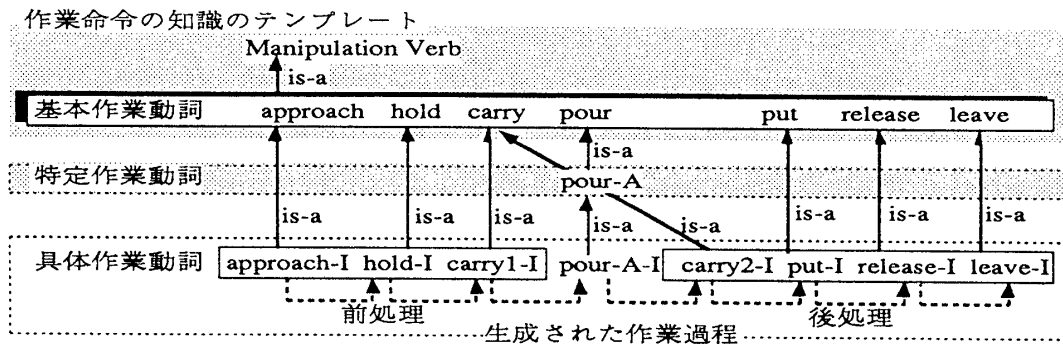 作業命令の知識のテンプレート
Manipulation Verb
is-a
基本作業動詞 approach hold carry pour put release leave
is-a
特定作業動詞 pour-A
is-a is-a is-a is-a is-a is-a is-a is-a
具体作業動詞 approach-I hold-I carry1-I pour-A-I carry2-I put-I release-I leave-I
前処理 後処理
生成された作業過程